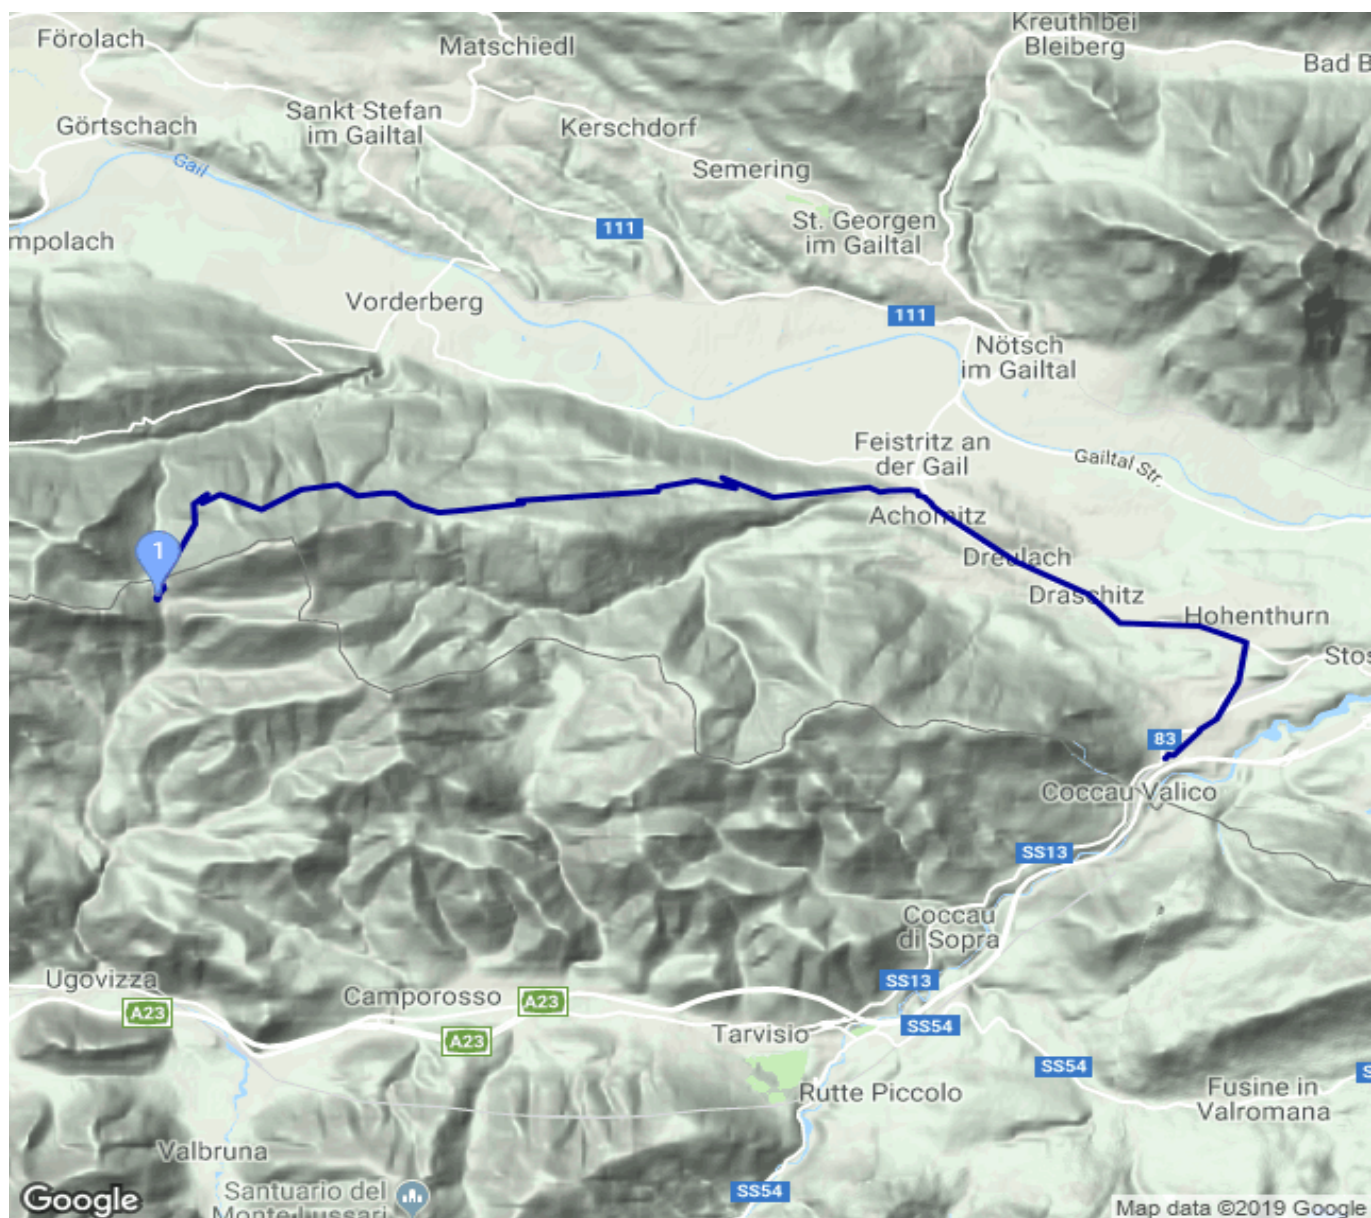 Kreuth bei
Bleiberg
Förolach
Matschiedl
Bad B
Sankt Stefan
im Gailtal
Görtschach
Kerschdorf
Gail
Semering
St. Georgen
im Gailtal
111
mpolach
Vorderberg
111
Nötsch
im Gailtal
Feistritz an
der Gail
Gailtal Str.
Achomitz
1
Dreulach
Draschitz
Hohenthurn
Stos
83
Coccau Valico
SS13
Coccau
di Sopra
Ugovizza
SS13
Camporosso
A23
A23
SS54
Tarvisio
A23
SS54
S
Rutte Piccolo
Fusine in
Valromana
Valbruna
Santuario del
Monte Lussari
SS54
Google
Map data ©2019 Google